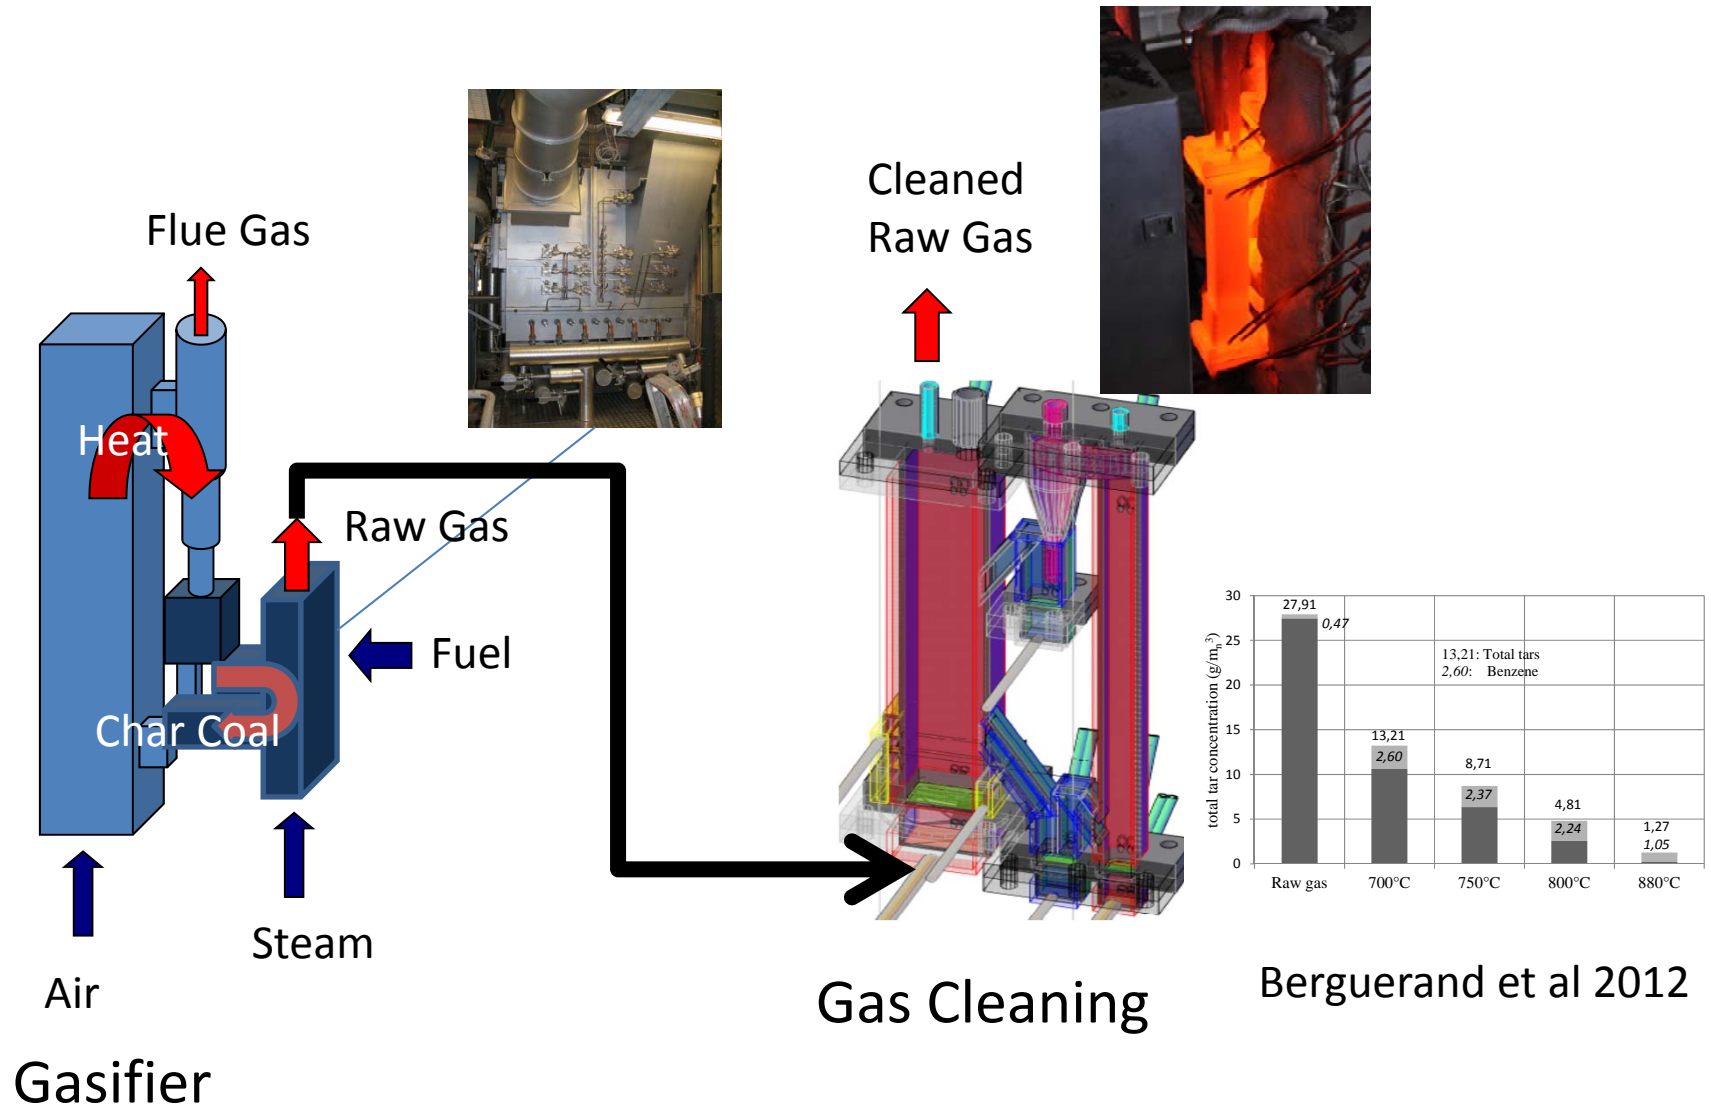 Flue Gas
Heat
Raw Gas
Fuel
Char Coal
Steam
Air
Gasifier
Cleaned
Raw Gas
Gas Cleaning
total tar concentration (g/mn3)
30
25
20
15
10
5
0
27,91
0,47
13,21
2,60
8,71
2,37
4,81
2,24
1,27
1,05
13,21: Total tars
2,60: Benzene
Raw gas 700°C 750°C 800°C 880°C
Berguerand et al 2012